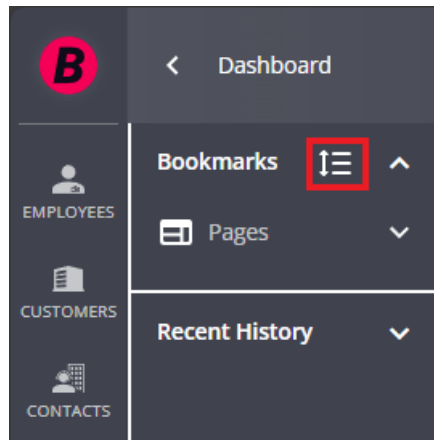 B
Dashboard
Bookmarks
EMPLOYEES
Pages
CUSTOMERS
Recent History
CONTACTS